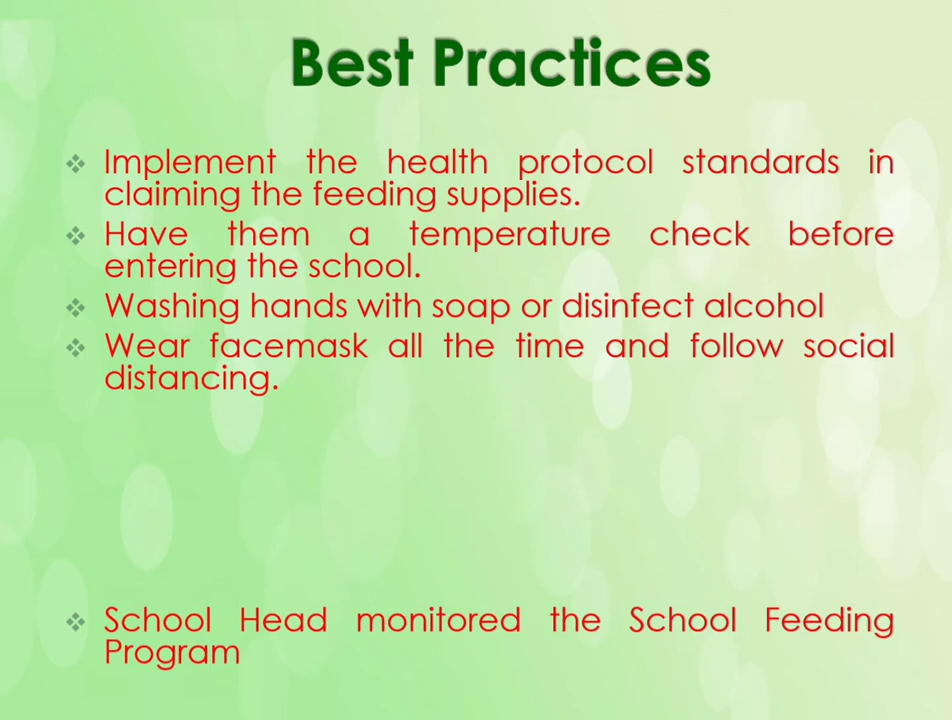 Best Practices
❖ Implement the health protocol standards in
claiming the feeding supplies.
❖ Have them a temperature check before
entering the school.
❖ Washing hands with soap or disinfect alcohol
❖ Wear facemask all the time and follow social
distancing.
❖ School Head monitored the School Feeding
Program